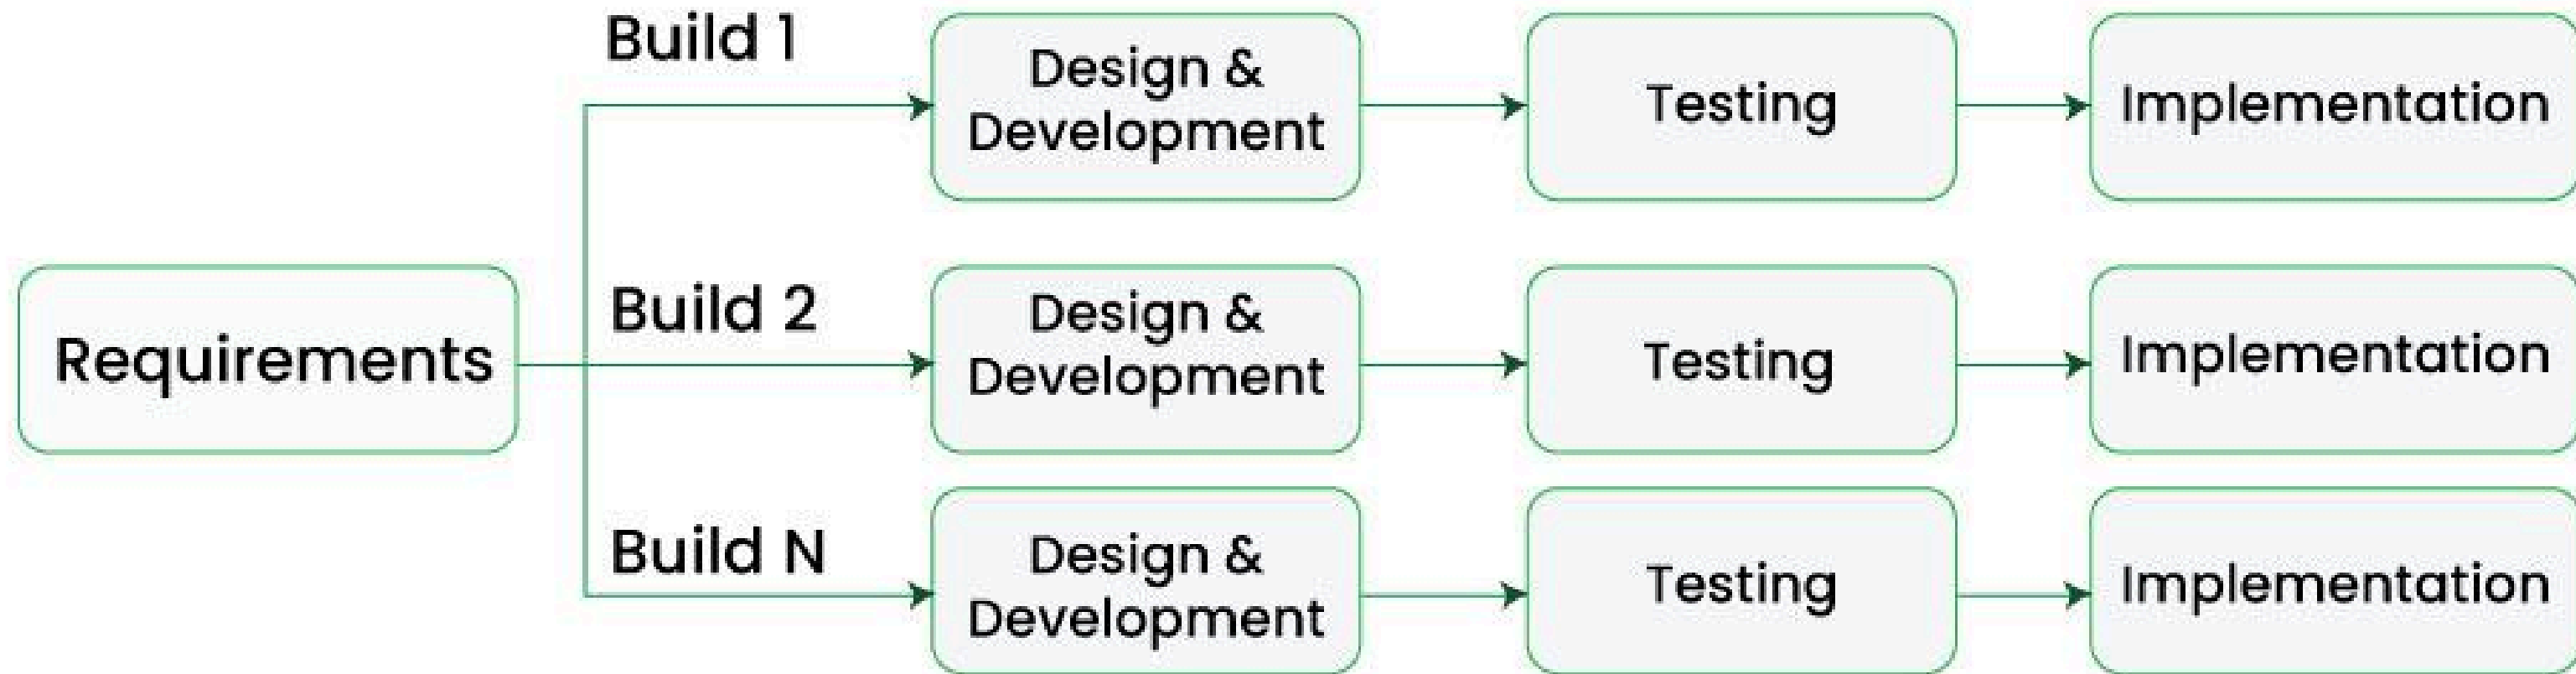 Build 1
Design &
Development
Testing
Implementation
Requirements
Build 2
Design &
Development
Testing
Implementation
Build N
Design &
Development
Testing
Implementation